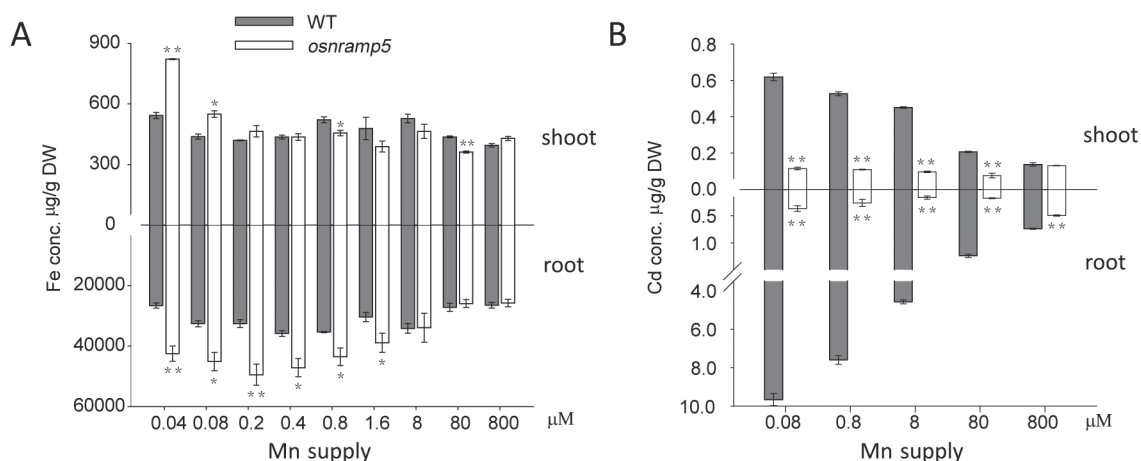 A
WT
osnramp5
Fe conc. µg/g DW
900
600
300
0
20000
40000
60000
**
*
*
**
shoot
root
**
*
**
*
*
*
0.04 0.08 0.2 0.4 0.8 1.6 8 80 800 µM
Mn supply
B
Cd conc. µg/g DW
0.8
0.6
0.4
0.2
0.0
0.5
1.0
4.0
6.0
8.0
10.0
** ** ** **
shoot
root
** ** ** ** **
0.08 0.8 8 80 800 µM
Mn supply